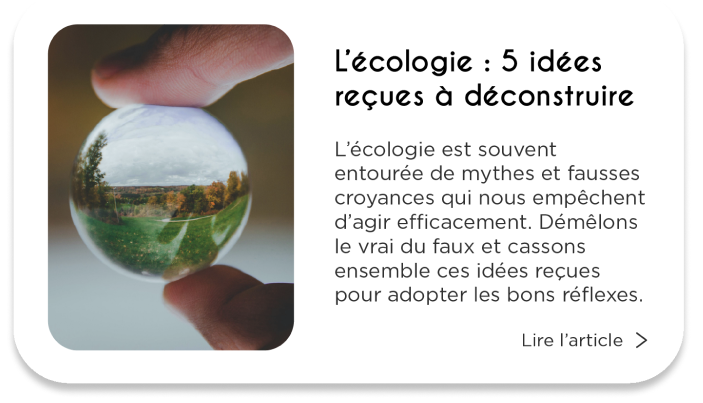 L'écologie : 5 idées
reçues à déconstruire
L'écologie est souvent
entourée de mythes et fausses
croyances qui nous empêchent
d'agir efficacement. Démêlons
le vrai du faux et cassons
ensemble ces idées reçues
pour adopter les bons réflexes.
Lire l'article >